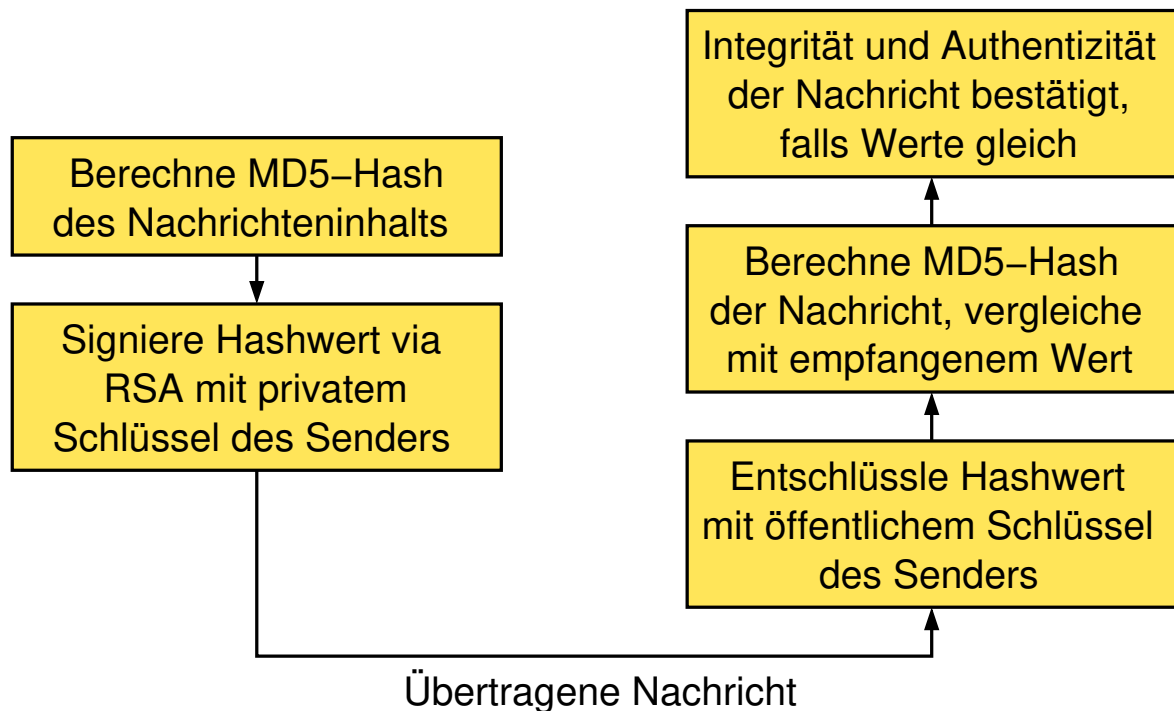 Berechne MD5−Hash
des Nachrichteninhalts
Signiere Hashwert via
RSA mit privatem
Schlüssel des Senders
Übertragene Nachricht
Entschlüssle Hashwert
mit öffentlichem Schlüssel
des Senders
Berechne MD5−Hash
der Nachricht, vergleiche
mit empfangenem Wert
Integrität und Authentizität
der Nachricht bestätigt,
falls Werte gleich